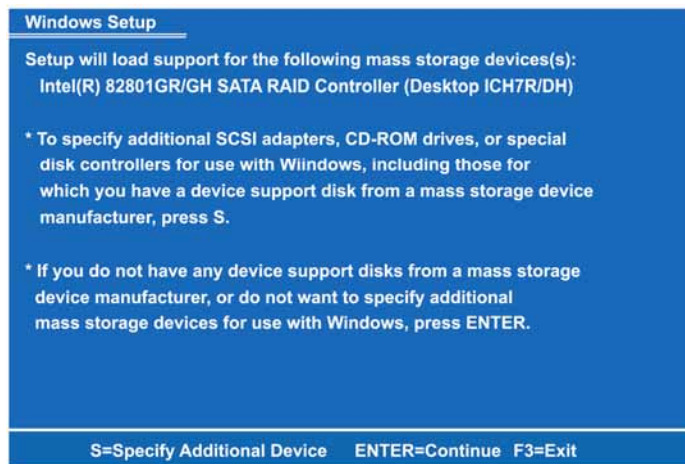 Windows Setup
Setup will load support for the following mass storage devices(s):
Intel(R) 82801GR/GH SATA RAID Controller (Desktop ICH7R/DH)
* To specify additional SCSI adapters, CD-ROM drives, or special
disk controllers for use with Wiindows, including those for
which you have a device support disk from a mass storage device
manufacturer, press S.
* If you do not have any device support disks from a mass storage
device manufacturer, or do not want to specify additional
mass storage devices for use with Windows, press ENTER.
S=Specify Additional Device ENTER=Continue F3=Exit